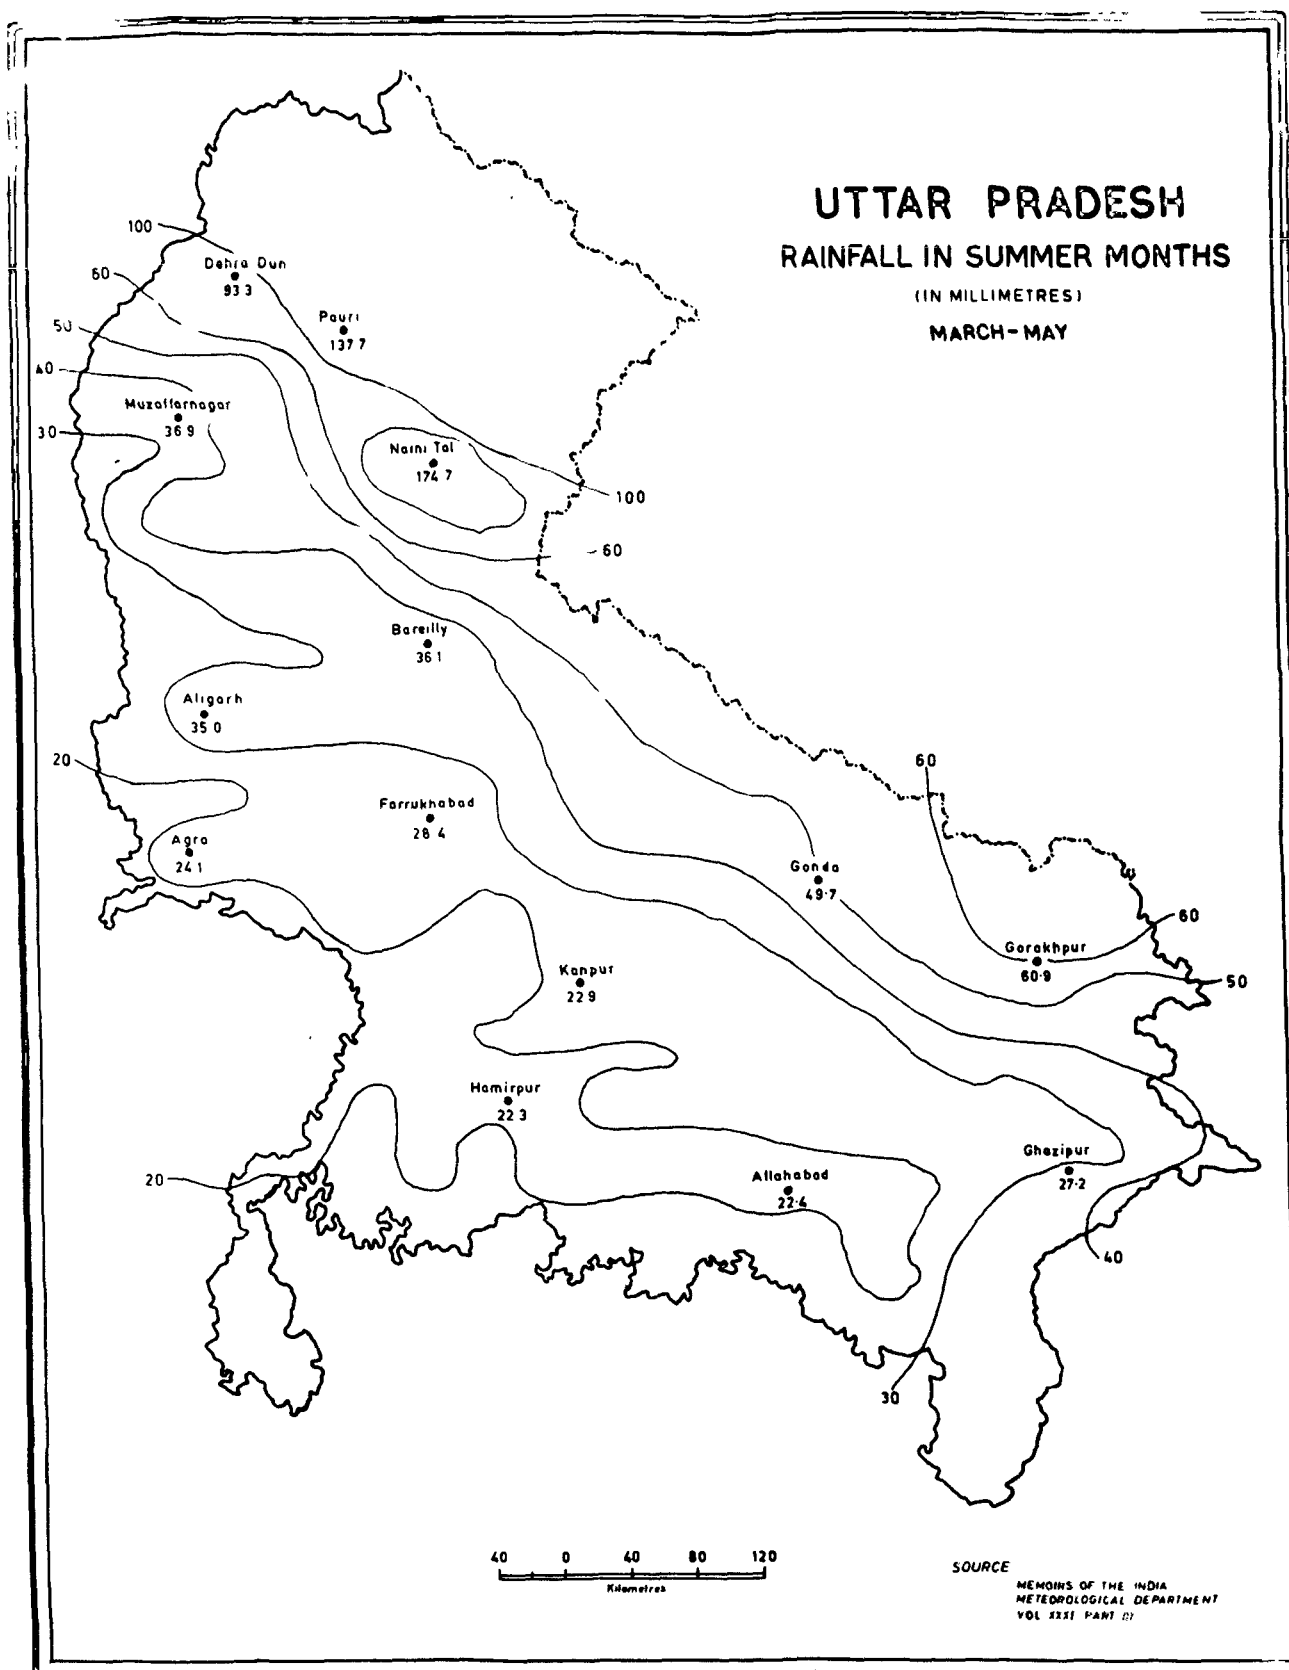 UTTAR PRADESH
RAINFALL IN SUMMER MONTHS
(IN MILLIMETRES)
MARCH-MAY
100
Dehra Dun
93 3
60
Pauri
137 7
50
40
Muzaffarnagar
36 9
30
Naini Tal
174.7
100
60
Bareilly
36 1
Aligarh
35 0
20
60
Farrukhabad
28 4
Agra
24 1
Gonda
49.7
60
Gorakhpur
60.9
50
Kanpur
22 9
Hamirpur
22 3
Ghazipur
27.2
Allahabad
22.4
20
40
30
40 0 40 80 120
Kilometres
SOURCE
MEMOIRS OF THE INDIA
METEOROLOGICAL DEPARTMENT
VOL XXXI PART